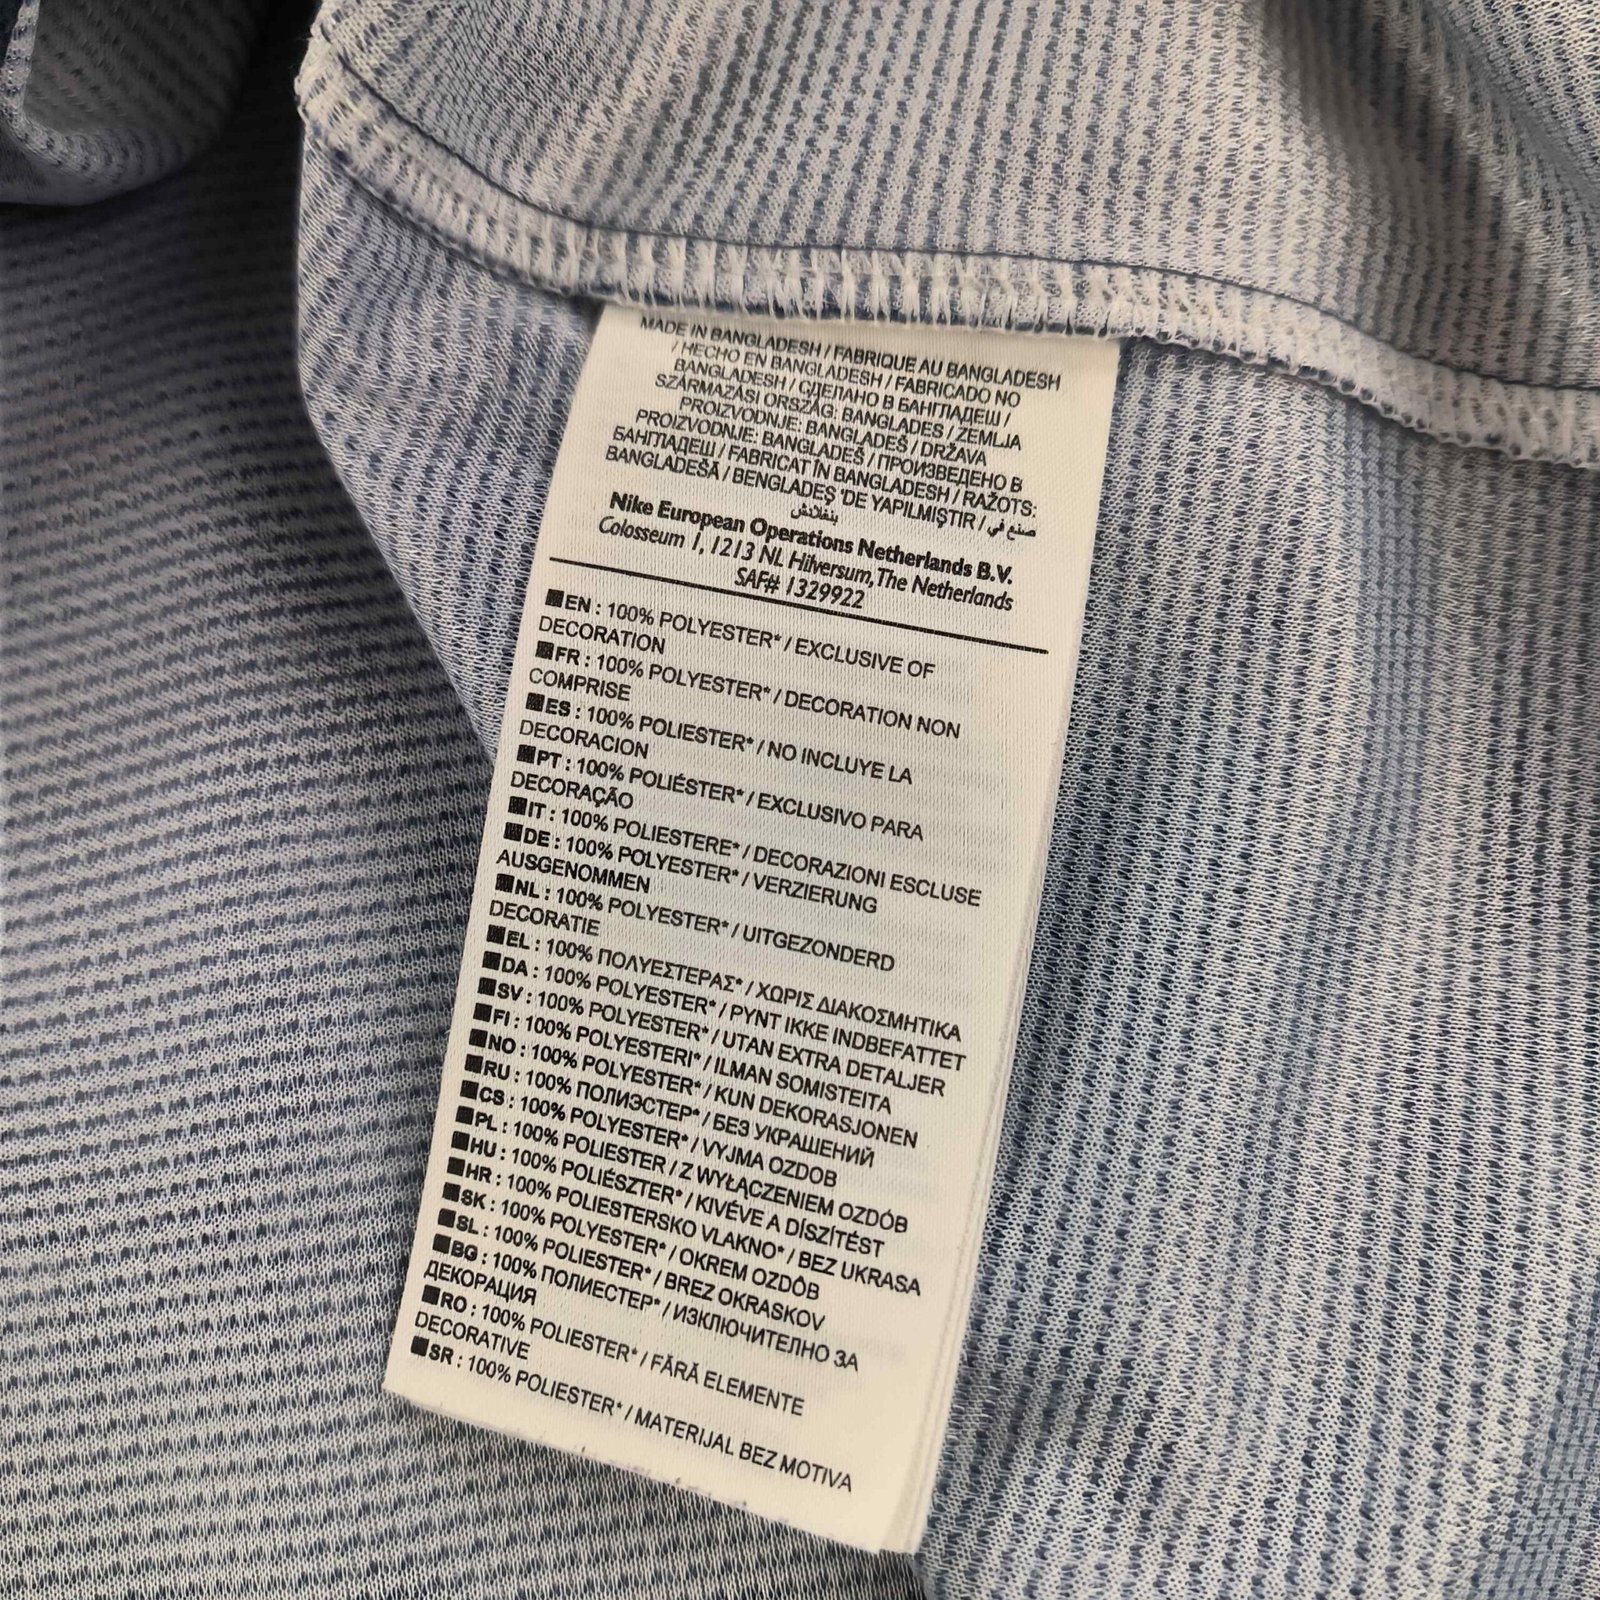 MADE IN BANGLADESH / FABRIQUE AU BANGLADESH
/ HECHO EN BANGLADESH / FABRICADO NO
BANGLADESH / СДЕЛАНО В БАНГЛАДЕШ /
SZÁRMAZÁSI ORSZÁG: BANGLADES / ZEMLJA
PROIZVODNJE: BANGLADEŠ / DRŽAVA
PROIZVODNJE: BANGLADEŠ / ПРОИЗВЕДЕНО В
БАНГЛАДЕШ / FABRICAT ÎN BANGLADESH / RAŽOTS:
BANGLADEŠĀ / BENGLADEŞ 'DE YAPILMIŞTIR / صنع في
بنغلادش
Nike European Operations Netherlands B.V.
Colosseum 1, 1213 NL Hilversum, The Netherlands
SAF# 1329922
EN : 100% POLYESTER* / EXCLUSIVE OF
DECORATION
FR : 100% POLYESTER* / DECORATION NON
COMPRISE
ES : 100% POLIESTER* / NO INCLUYE LA
DECORACION
PT : 100% POLIÉSTER* / EXCLUSIVO PARA
DECORAÇÃO
IT : 100% POLIESTERE* / DECORAZIONI ESCLUSE
DE : 100% POLYESTER* / VERZIERUNG
AUSGENOMMEN
NL : 100% POLYESTER* / UITGEZONDERD
DECORATIE
EL : 100% ΠΟΛΥΕΣΤΕΡΑΣ* / ΧΩΡΙΣ ΔΙΑΚΟΣΜΗΤΙΚΑ
DA : 100% POLYESTER* / PYNT IKKE INDBEFATTET
SV : 100% POLYESTER* / UTAN EXTRA DETALJER
FI : 100% POLYESTERI* / ILMAN SOMISTEITA
NO : 100% POLYESTER* / KUN DEKORASJONEN
RU : 100% ПОЛИЭСТЕР* / БЕЗ УКРАШЕНИЙ
CS : 100% POLYESTER* / VYJMA OZDOB
PL : 100% POLIESTER / Z WYŁĄCZENIEM OZDÓB
HU : 100% POLIÉSZTER* / KIVÉVE A DÍSZÍTÉST
HR : 100% POLIESTERSKO VLAKNO* / BEZ UKRASA
SK : 100% POLYESTER* / OKREM OZDÔB
SL : 100% POLIESTER* / BREZ OKRASKOV
BG : 100% ПОЛИЕСТЕР* / ИЗКЛЮЧИТЕЛНО ЗА
ДЕКОРАЦИЯ
RO : 100% POLIESTER* / FĂRĂ ELEMENTE
DECORATIVE
SR : 100% POLIESTER* / MATERIJAL BEZ MOTIVA